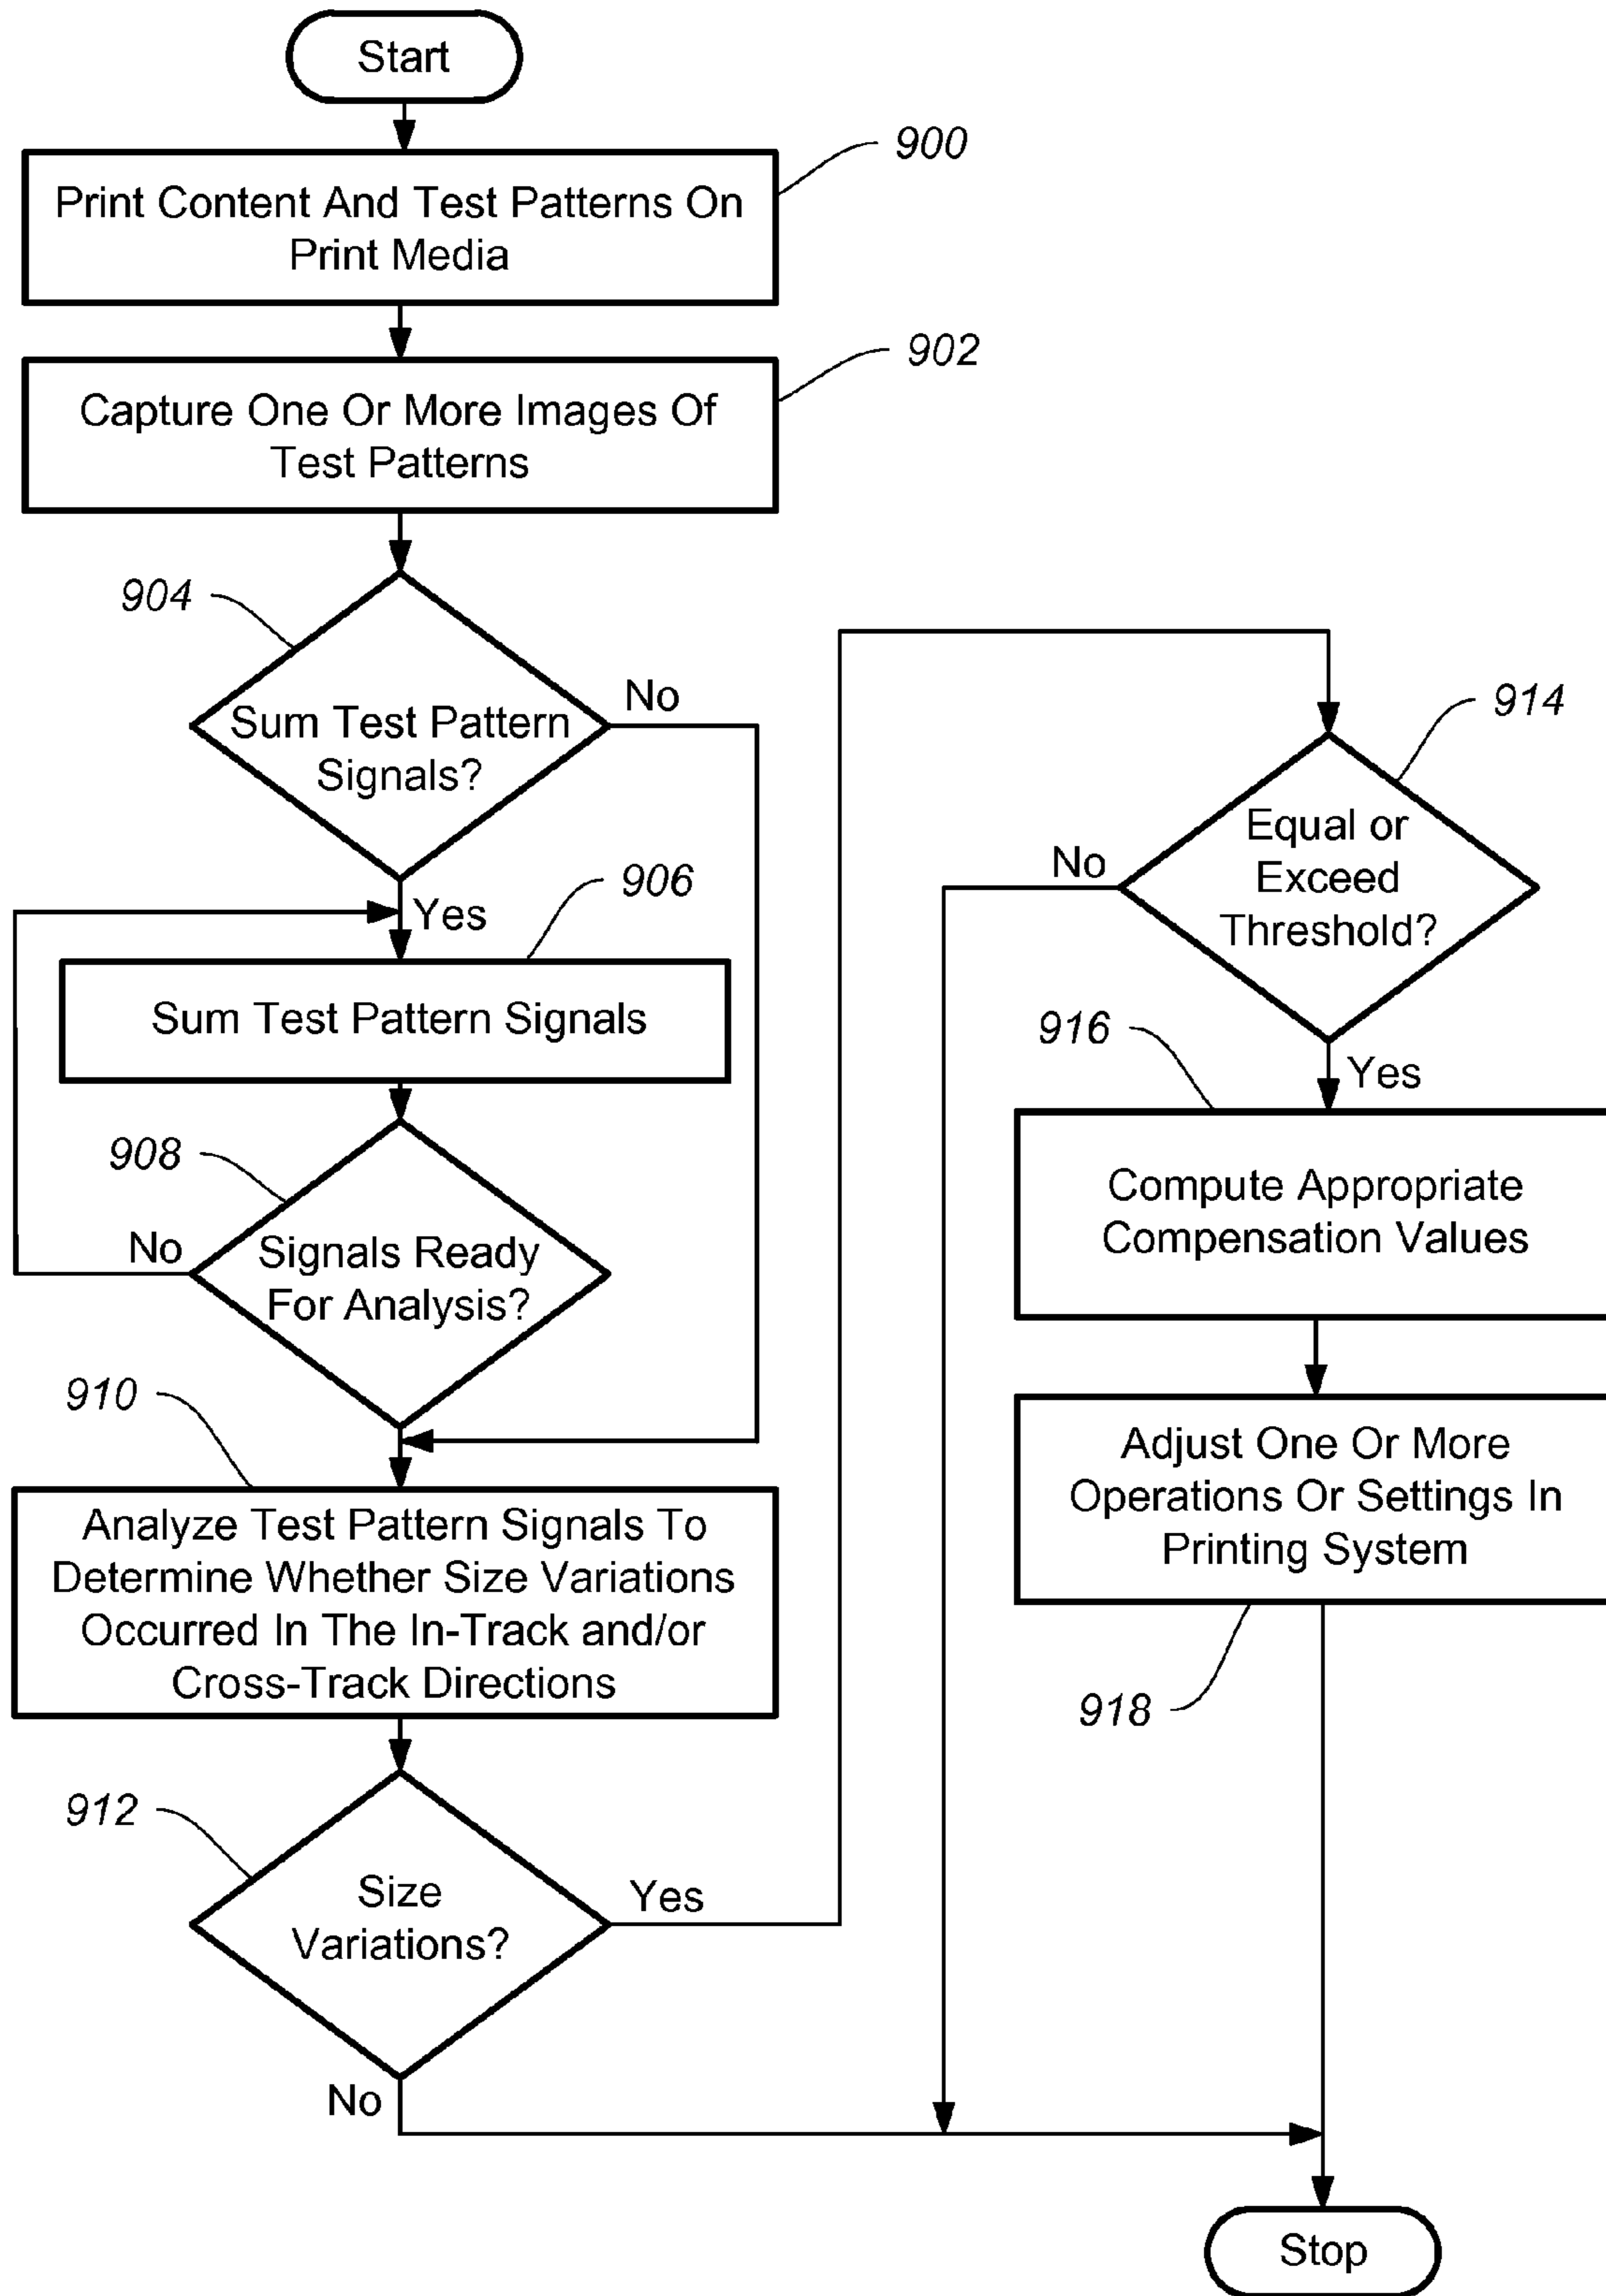 Start
900
Print Content And Test Patterns On
Print Media
902
Capture One Or More Images Of
Test Patterns
904
No
Sum Test Pattern
Signals?
906
Yes
Sum Test Pattern Signals
908
No
Signals Ready
For Analysis?
910
Analyze Test Pattern Signals To
Determine Whether Size Variations
Occurred In The In-Track and/or
Cross-Track Directions
912
Size
Variations?
Yes
No
914
Equal or
Exceed
Threshold?
No
916
Yes
Compute Appropriate
Compensation Values
Adjust One Or More
Operations Or Settings In
Printing System
918
Stop